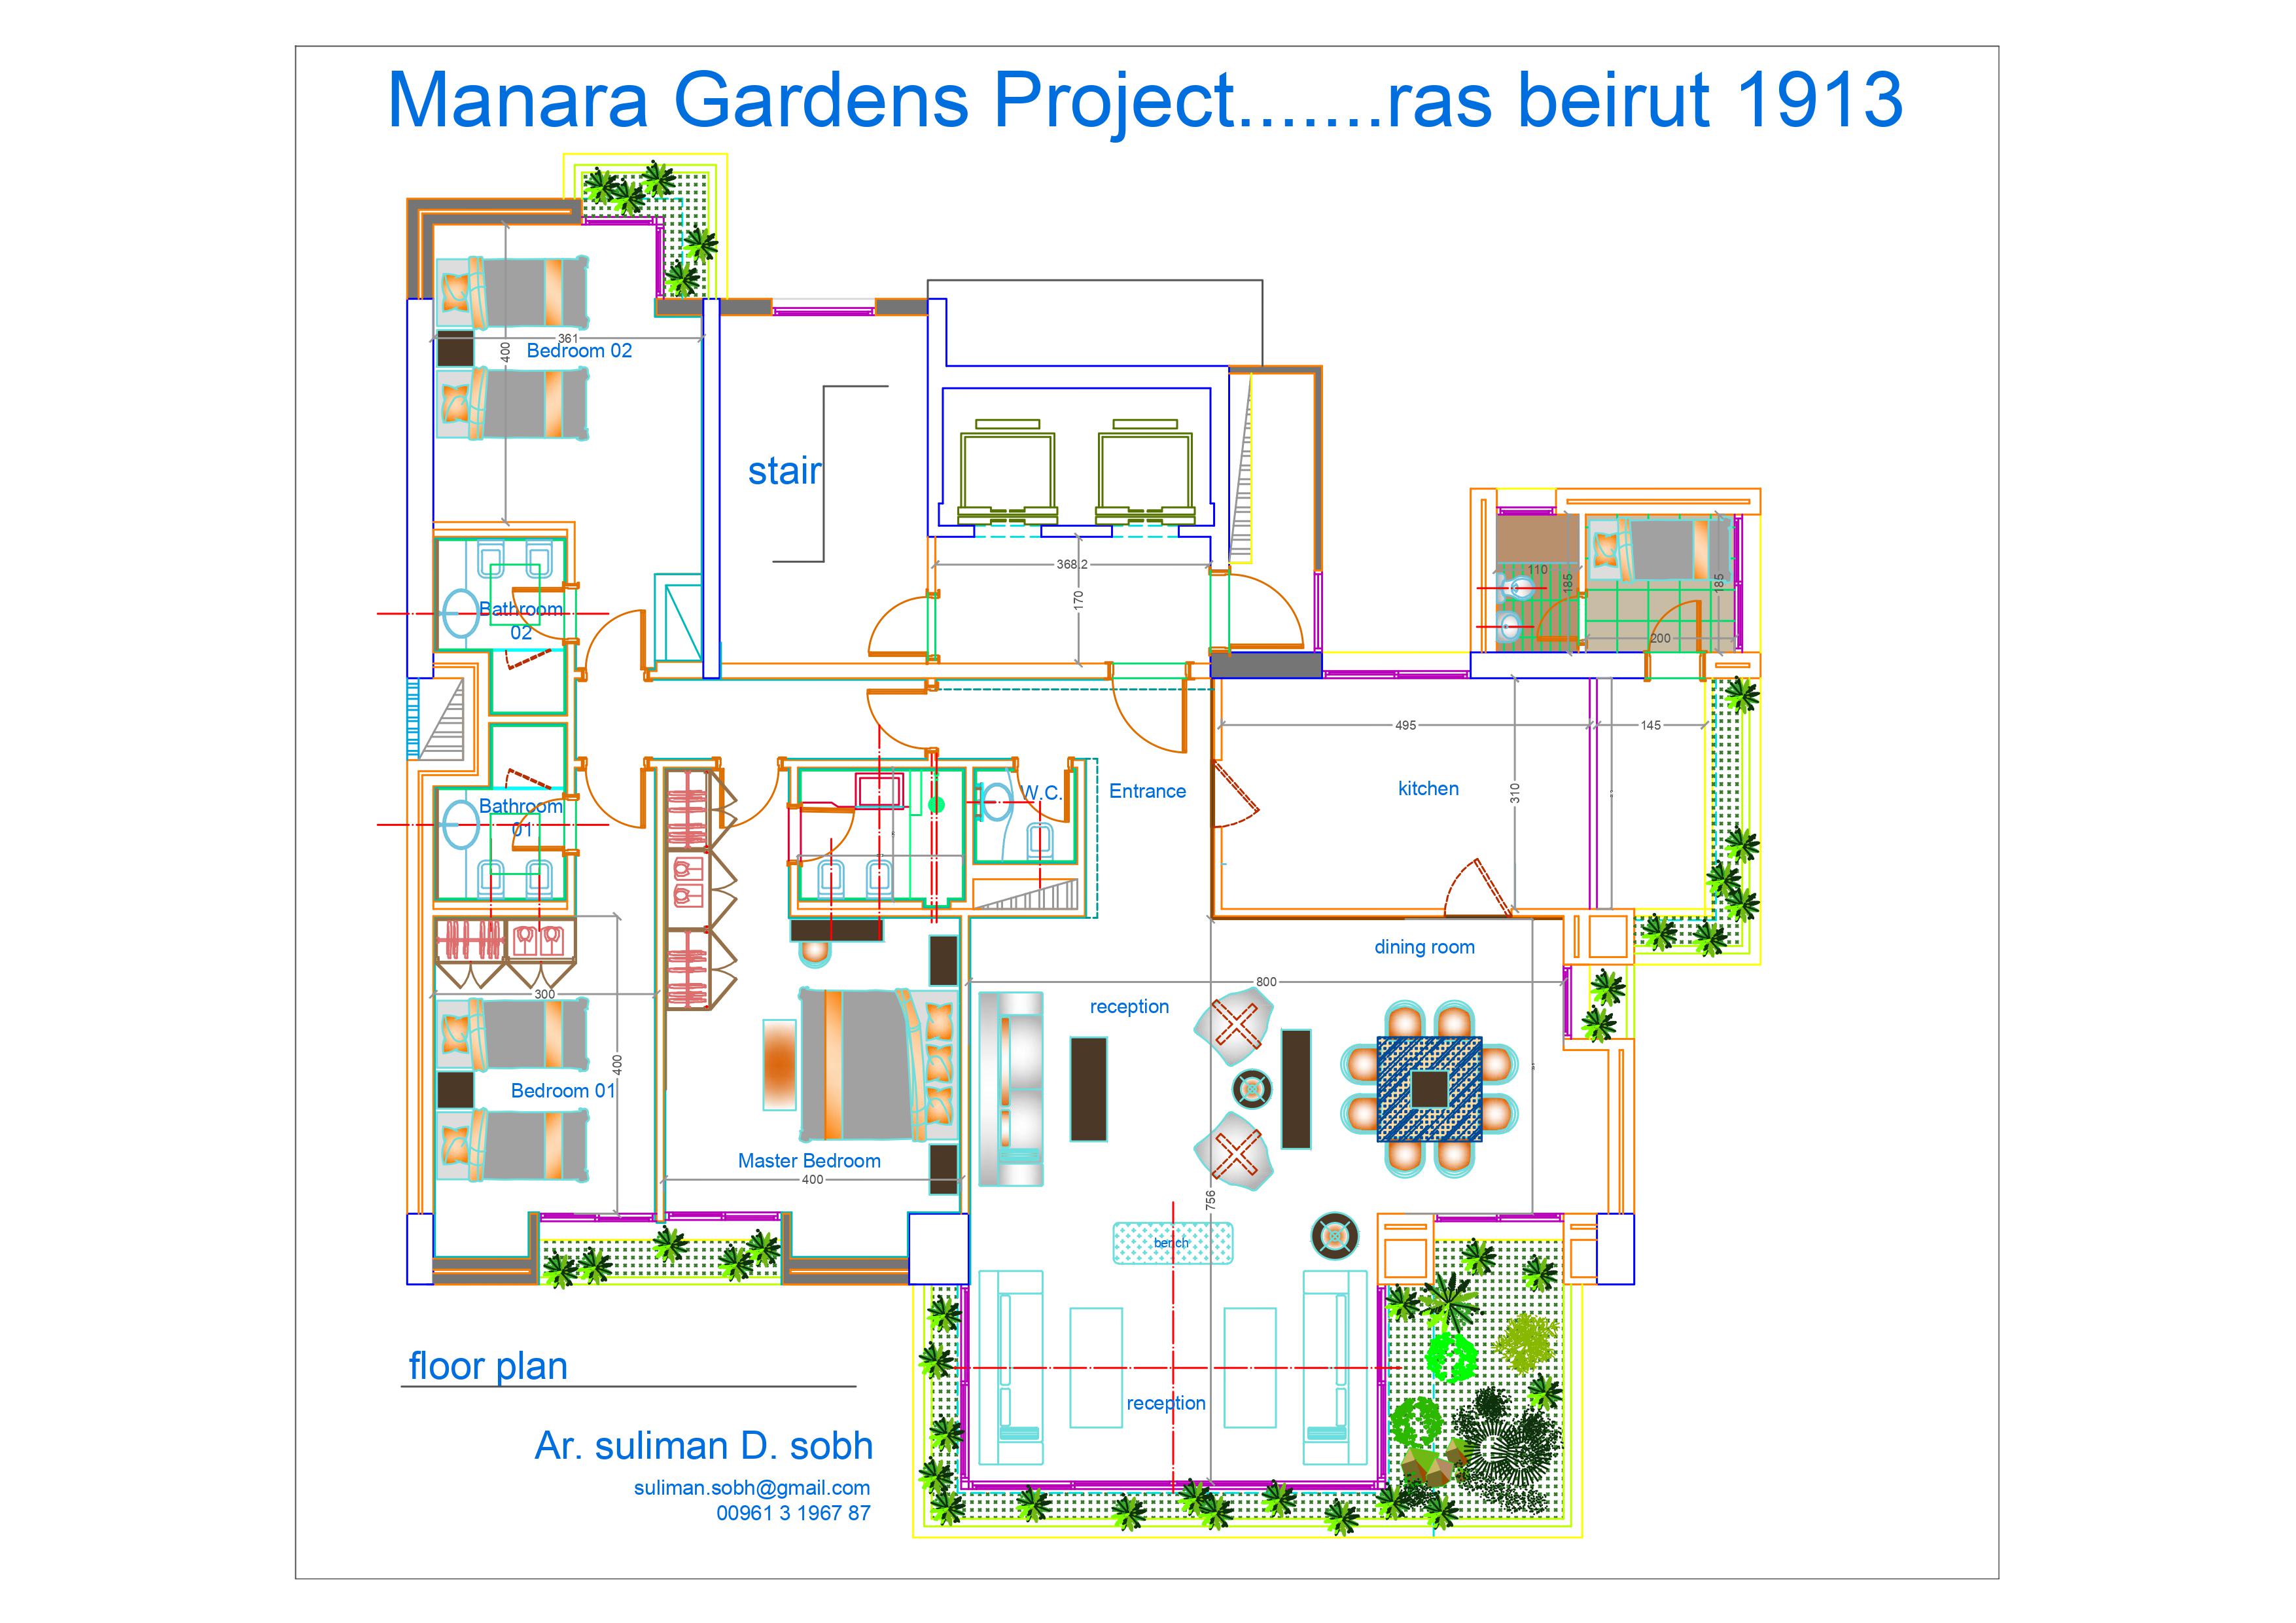 Manara Gardens Project.......ras beirut 1913
361
400
Bedroom 02
stair
368.2
170
110
185
185
200
Bathroom
02
495
145
kitchen
310
W.C.
Entrance
Bathroom
01
dining room
300
800
reception
400
Bedroom 01
Master Bedroom
400
756
bench
reception
floor plan
Ar. suliman D. sobh
suliman.sobh@gmail.com
00961 3 1967 87